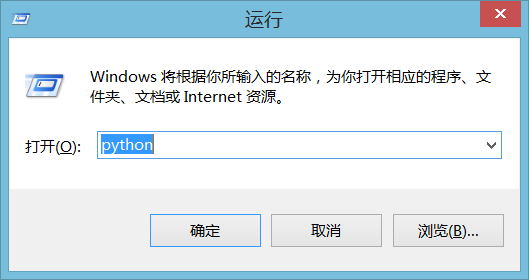 运行
Windows 将根据你所输入的名称，为你打开相应的程序、文
件夹、文档或 Internet 资源。
打开(O): python
确定 取消 浏览(B)...